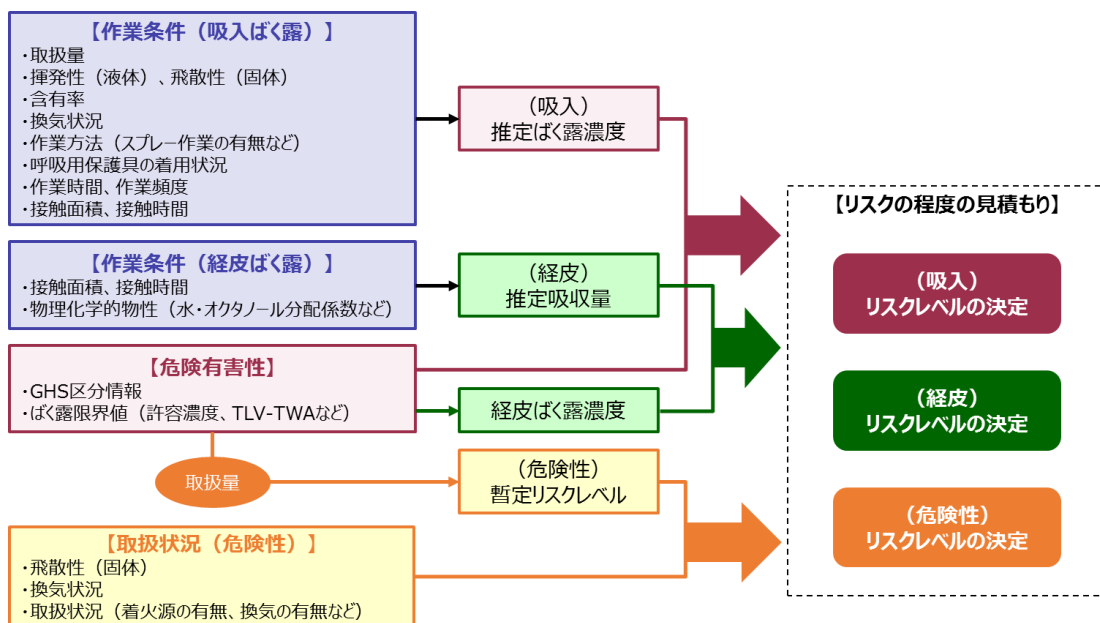 【作業条件（吸入ばく露）】
・取扱量
・揮発性（液体）、飛散性（固体）
・含有率
・換気状況
・作業方法（スプレー作業の有無など）
・呼吸用保護具の着用状況
・作業時間、作業頻度
・接触面積、接触時間
（吸入）
推定ばく露濃度
【作業条件（経皮ばく露）】
・接触面積、接触時間
・物理化学的物性（水・オクタノール分配係数など）
（経皮）
推定吸収量
【危険有害性】
・GHS区分情報
・ばく露限界値（許容濃度、TLV-TWAなど）
経皮ばく露濃度
取扱量
（危険性）
暫定リスクレベル
【取扱状況（危険性）】
・飛散性（固体）
・換気状況
・取扱状況（着火源の有無、換気の有無など）
【リスクの程度の見積もり】
（吸入）
リスクレベルの決定
（経皮）
リスクレベルの決定
（危険性）
リスクレベルの決定